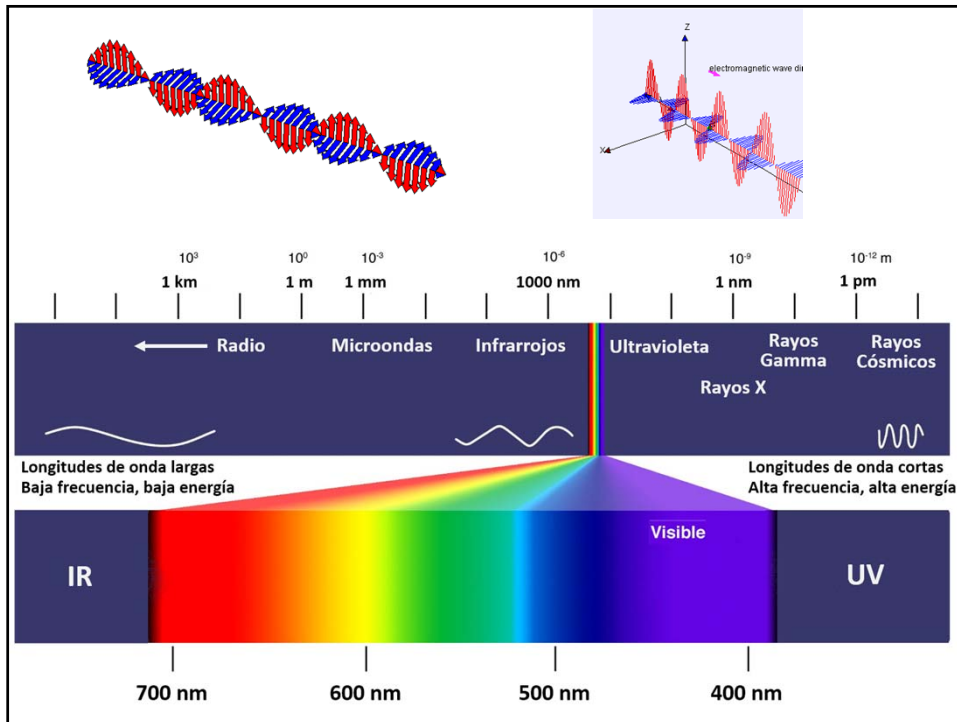 Z
electromagnetic wave dir
X
10³ 10⁰ 10⁻³ 10⁻⁶ 10⁻⁹ 10⁻¹² m
1 km 1 m 1 mm 1000 nm 1 nm 1 pm
Radio Microondas Infrarrojos Ultravioleta Rayos Gamma Rayos Cósmicos
Rayos X
Longitudes de onda largas
Baja frecuencia, baja energía
Longitudes de onda cortas
Alta frecuencia, alta energía
Visible
IR
UV
700 nm 600 nm 500 nm 400 nm